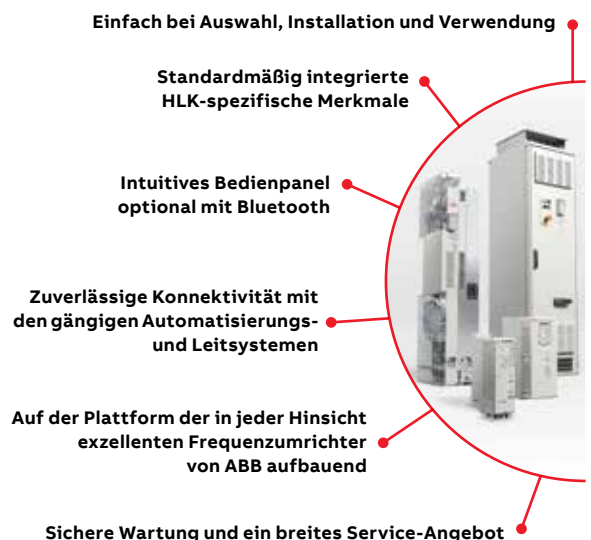 Einfach bei Auswahl, Installation und Verwendung
Standardmäßig integrierte
HLK-spezifische Merkmale
Intuitives Bedienpanel
optional mit Bluetooth
Zuverlässige Konnektivität mit
den gängigen Automatisierungs-
und Leitsystemen
Auf der Plattform der in jeder Hinsicht
exzellenten Frequenzumrichter
von ABB aufbauend
Sichere Wartung und ein breites Service-Angebot